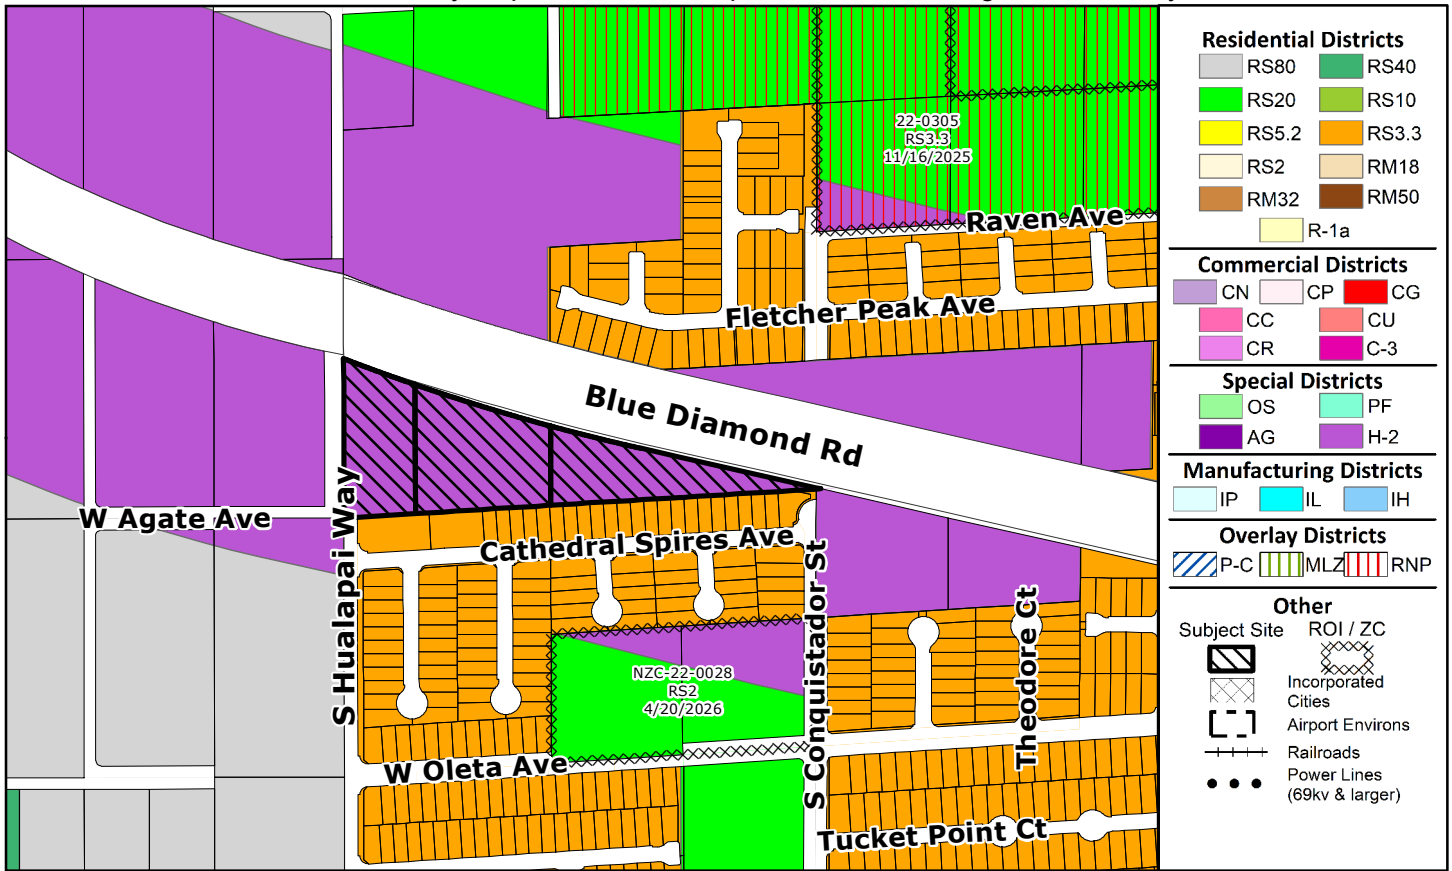 22-0305
RS3.3
11/16/2025
Raven Ave
Fletcher Peak Ave
Blue Diamond Rd
W Agate Ave
S Hualapai Way
Cathedral Spires Ave
S Conquistador St
Theodore Ct
NZC-22-0028
RS2
4/20/2026
W Oleta Ave
Tucket Point Ct
Residential Districts
RS80 RS40
RS20 RS10
RS5.2 RS3.3
RS2 RM18
RM32 RM50
R-1a
Commercial Districts
CN CP CG
CC CU
CR C-3
Special Districts
OS PF
AG H-2
Manufacturing Districts
IP IL IH
Overlay Districts
P-C MLZ RNP
Other
Subject Site ROI / ZC
Incorporated
Cities
Airport Environs
Railroads
Power Lines
(69kv & larger)